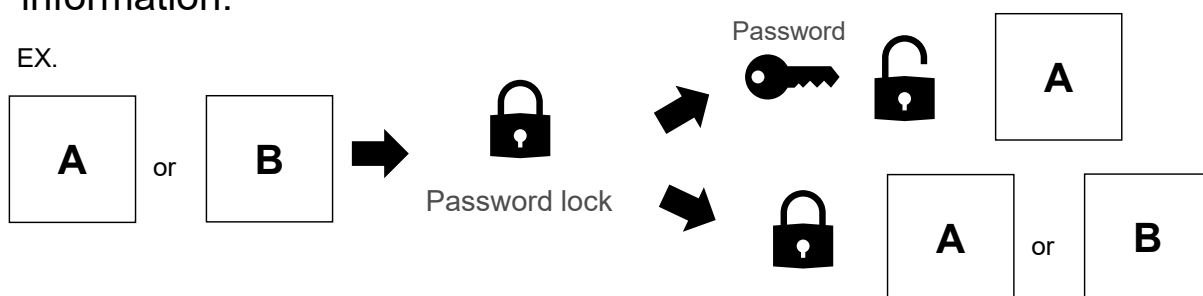 information.
EX.
A or B
Password lock
Password
A
A or B